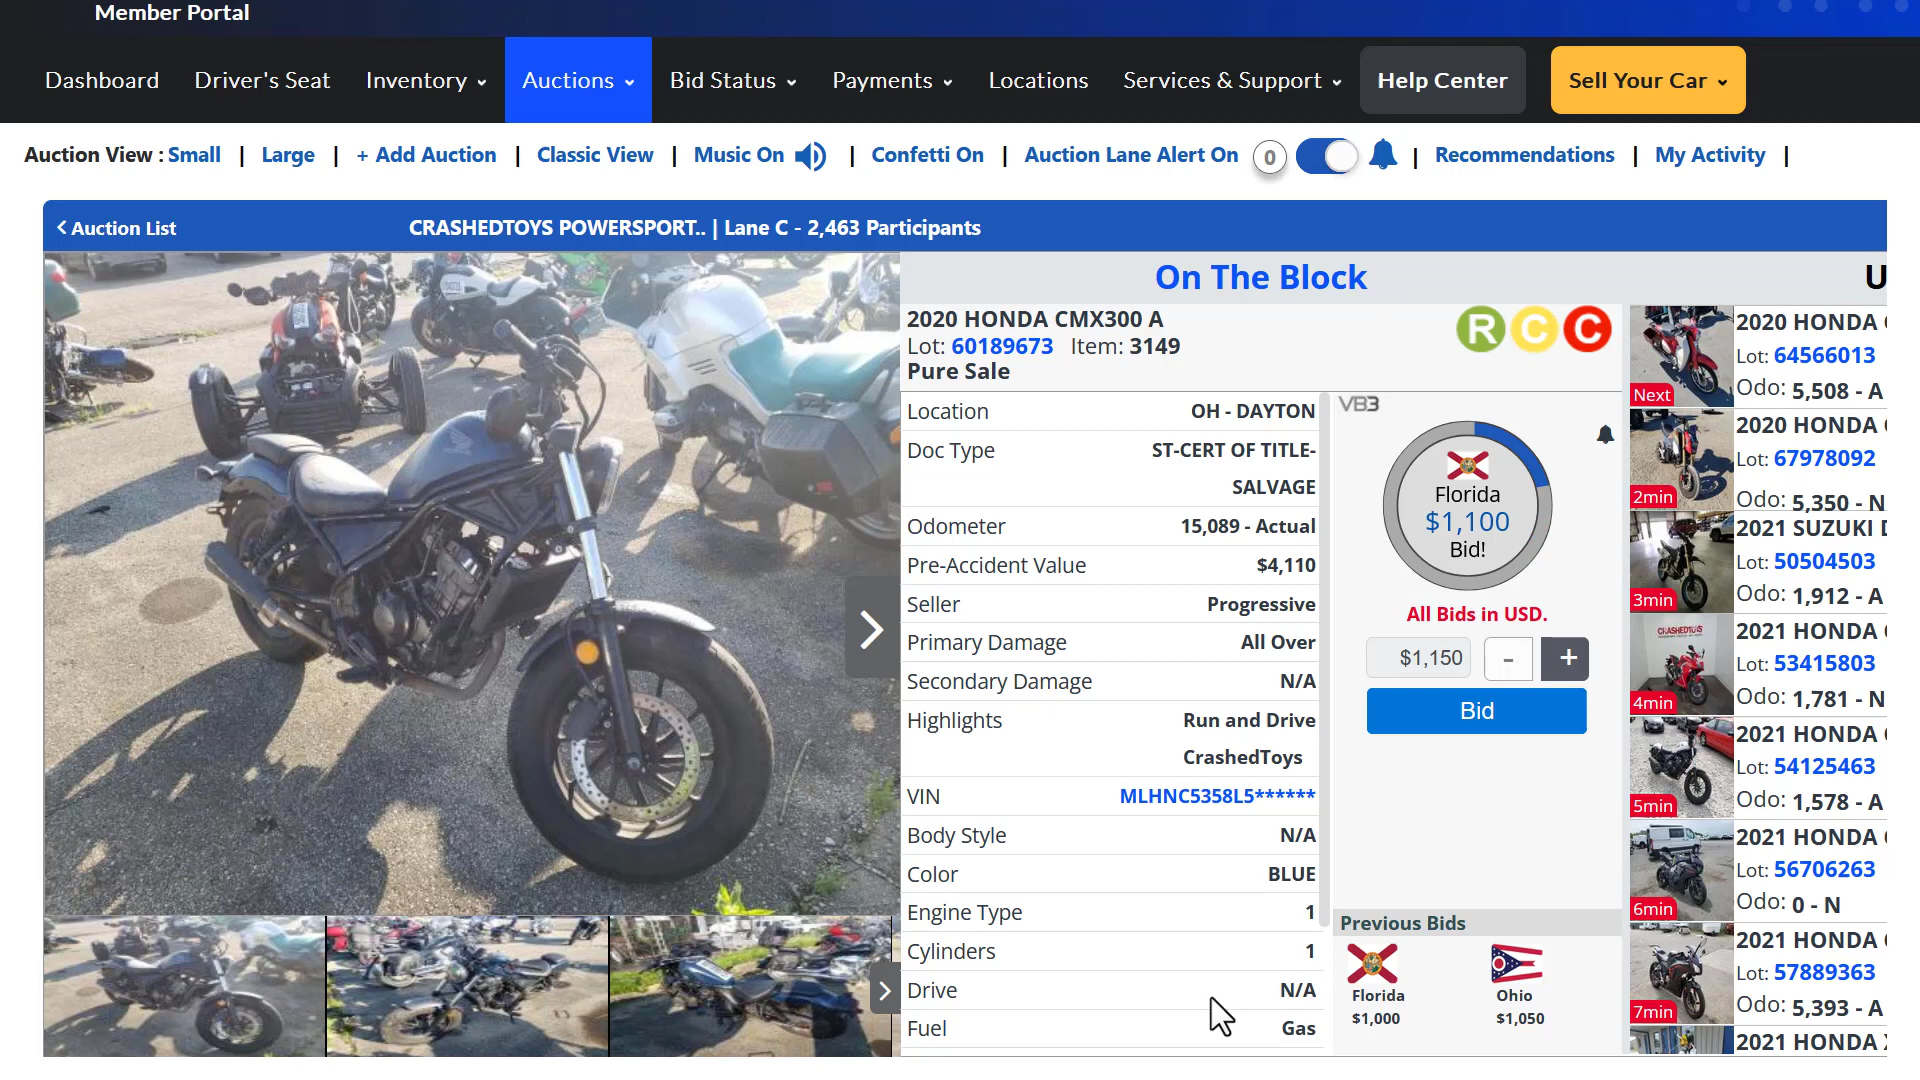 Member Portal
Dashboard Driver's Seat Inventory Auctions Bid Status Payments Locations Services & Support Help Center Sell Your Car
Auction View : Small | Large | + Add Auction | Classic View | Music On | Confetti On | Auction Lane Alert On 0 | Recommendations | My Activity |
Auction List
CRASHEDTOYS POWERSPORT.. | Lane C - 2,463 Participants
On The Block
2020 HONDA CMX300 A
Lot: 60189673 Item: 3149
Pure Sale
R C C
Location OH - DAYTON
Doc Type ST-CERT OF TITLE-
SALVAGE
Odometer 15,089 - Actual
Pre-Accident Value $4,110
Seller Progressive
Primary Damage All Over
Secondary Damage N/A
Highlights Run and Drive
CrashedToys
VIN MLHNC5358L5******
Body Style N/A
Color BLUE
Engine Type 1
Cylinders 1
Drive N/A
Fuel Gas
VB3
Florida
$1,100
Bid!
All Bids in USD.
$1,150 - +
Bid
Previous Bids
Florida
$1,000
Ohio
$1,050
U
2020 HONDA
Lot: 64566013
Odo: 5,508 - A
Next
2020 HONDA
Lot: 67978092
Odo: 5,350 - N
2min
2021 SUZUKI
Lot: 50504503
Odo: 1,912 - A
3min
2021 HONDA
Lot: 53415803
Odo: 1,781 - N
4min
CRASHEDTOYS
2021 HONDA
Lot: 54125463
Odo: 1,578 - A
5min
2021 HONDA
Lot: 56706263
Odo: 0 - N
6min
2021 HONDA
Lot: 57889363
Odo: 5,393 - A
7min
2021 HONDA